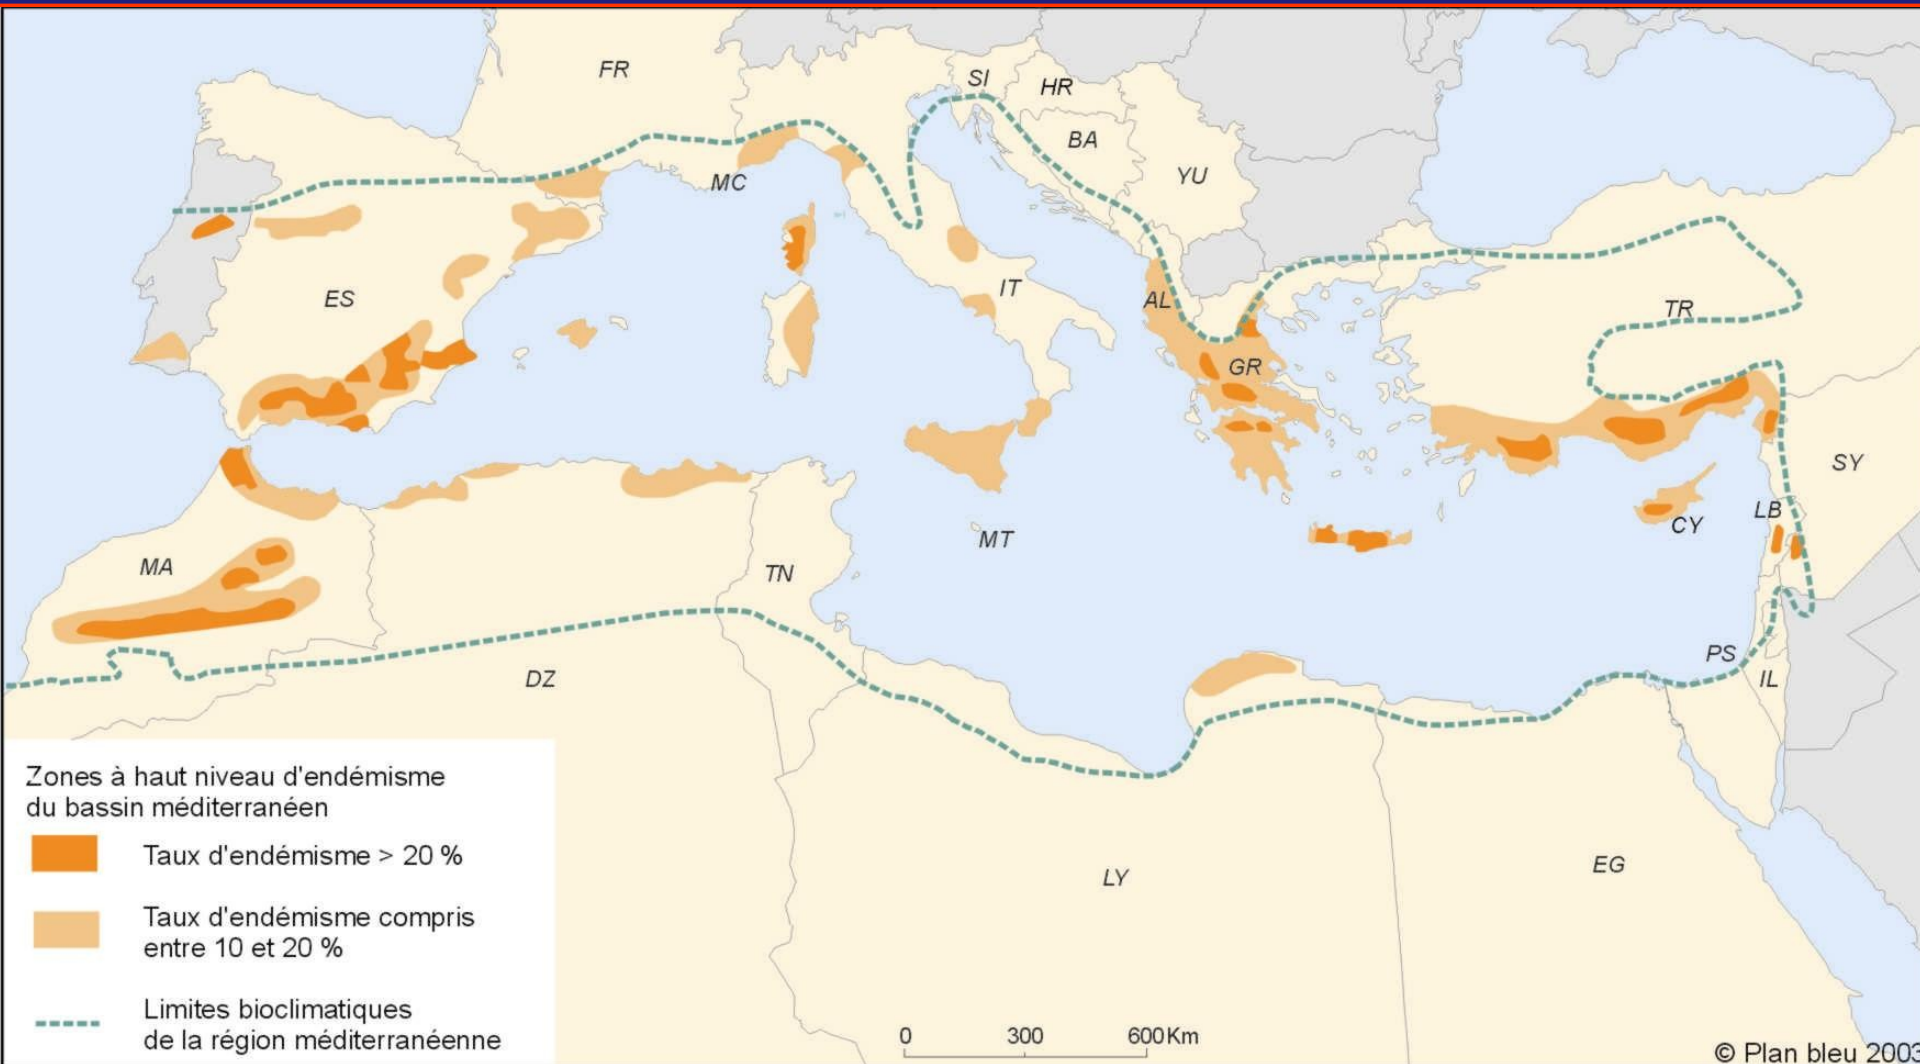 FR
SI
HR
BA
YU
MC
ES
IT
AL
GR
TR
SY
LB
CY
MT
MA
TN
PS
IL
DZ
LY
EG
Zones à haut niveau d'endémisme
du bassin méditerranéen
Taux d'endémisme > 20 %
Taux d'endémisme compris
entre 10 et 20 %
Limites bioclimatiques
de la région méditerranéenne
0 300 600Km
© Plan bleu 2003